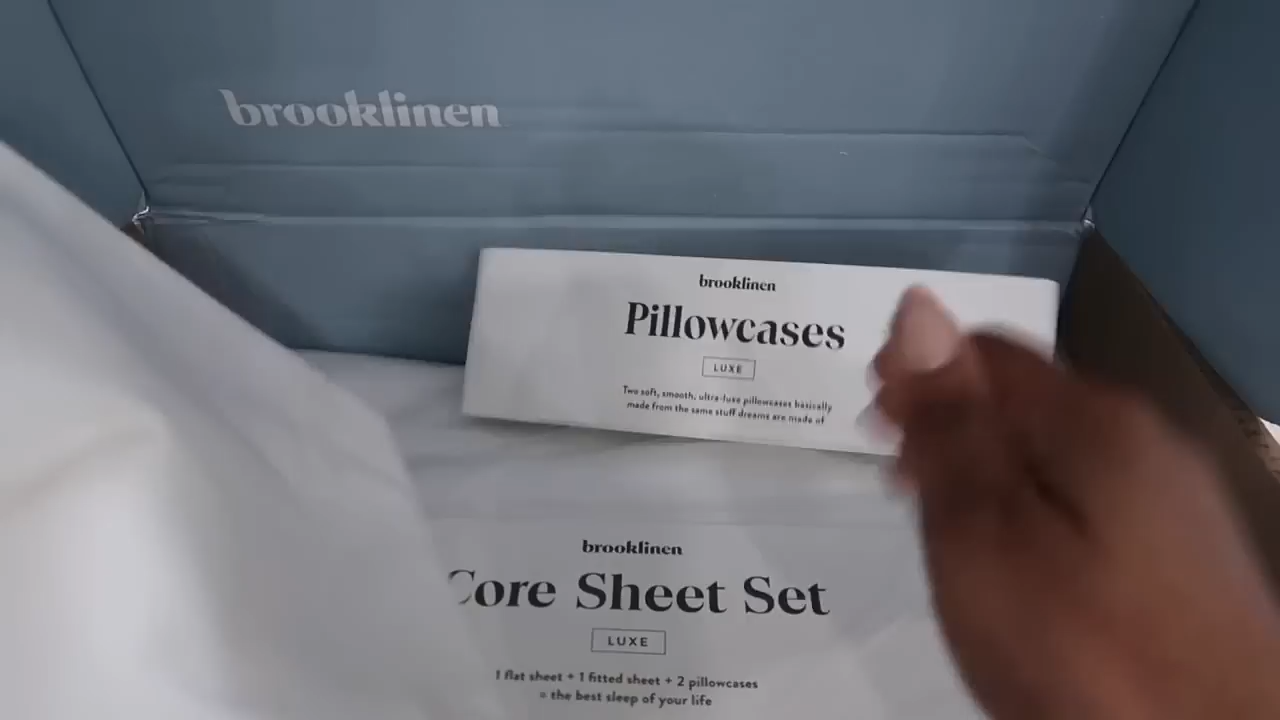 brooklinen
brooklinen
Pillowcases
LUXE
Two soft, smooth, ultra-luxe pillowcases basically
made from the same stuff dreams are made of
brooklinen
Core Sheet Set
LUXE
1 flat sheet + 1 fitted sheet + 2 pillowcases
= the best sleep of your life